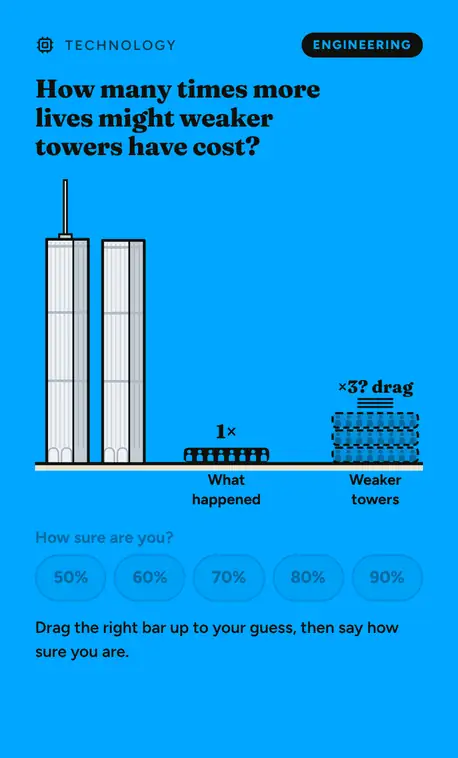 TECHNOLOGY
ENGINEERING
How many times more
lives might weaker
towers have cost?
×3? drag
1×
What
happened
Weaker
towers
How sure are you?
50%
60%
70%
80%
90%
Drag the right bar up to your guess, then say how
sure you are.